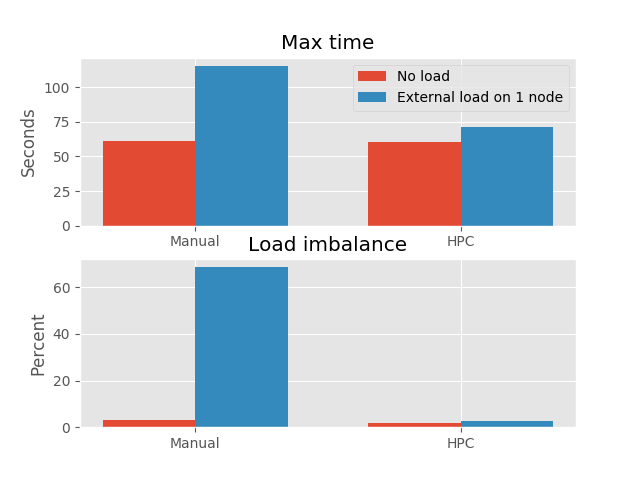 Max time
Seconds
100
75
50
25
0
No load
External load on 1 node
Manual
HPC
Load imbalance
Percent
60
40
20
0
Manual
HPC